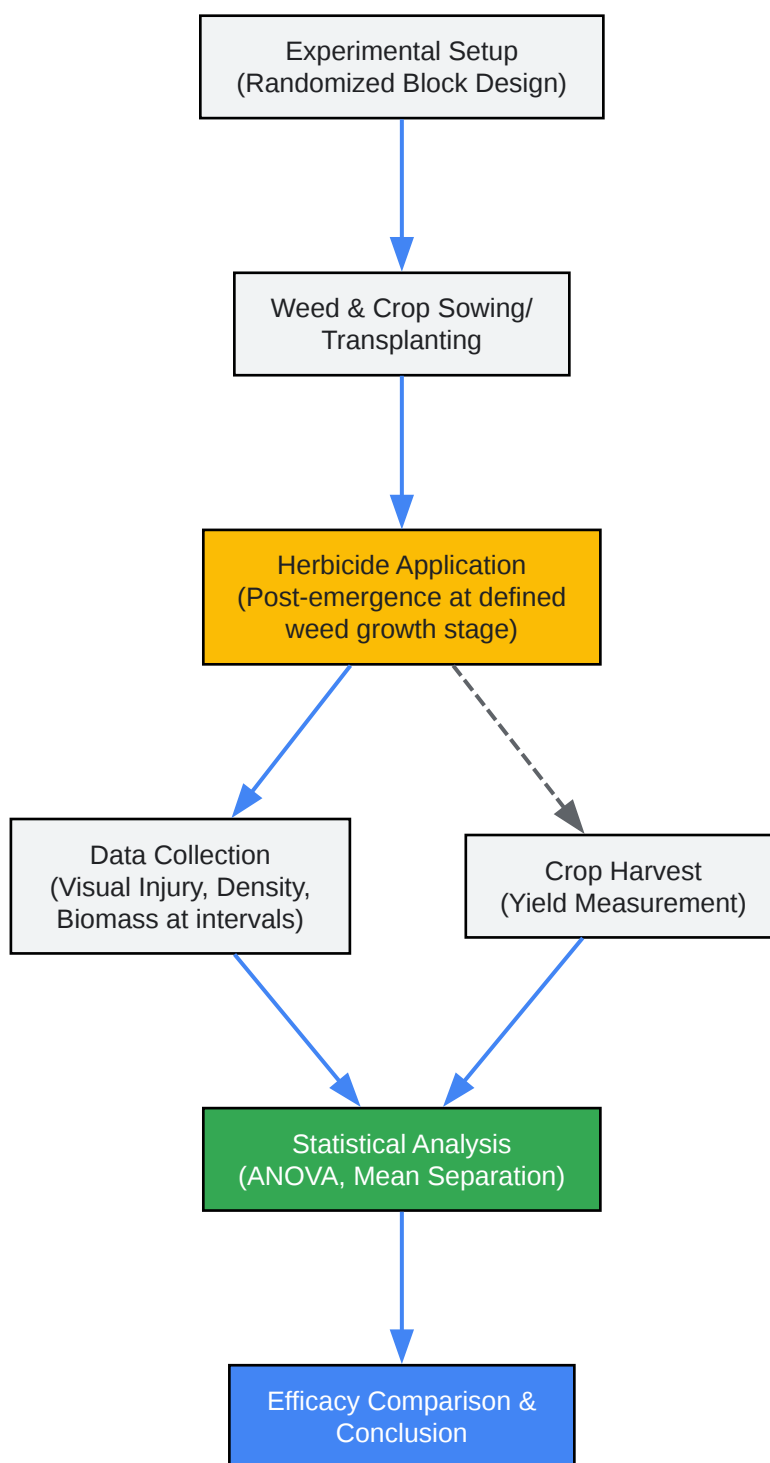 Experimental Setup
(Randomized Block Design)
Weed & Crop Sowing/
Transplanting
Herbicide Application
(Post-emergence at defined
weed growth stage)
Data Collection
(Visual Injury, Density,
Biomass at intervals)
Crop Harvest
(Yield Measurement)
Statistical Analysis
(ANOVA, Mean Separation)
Efficacy Comparison &
Conclusion